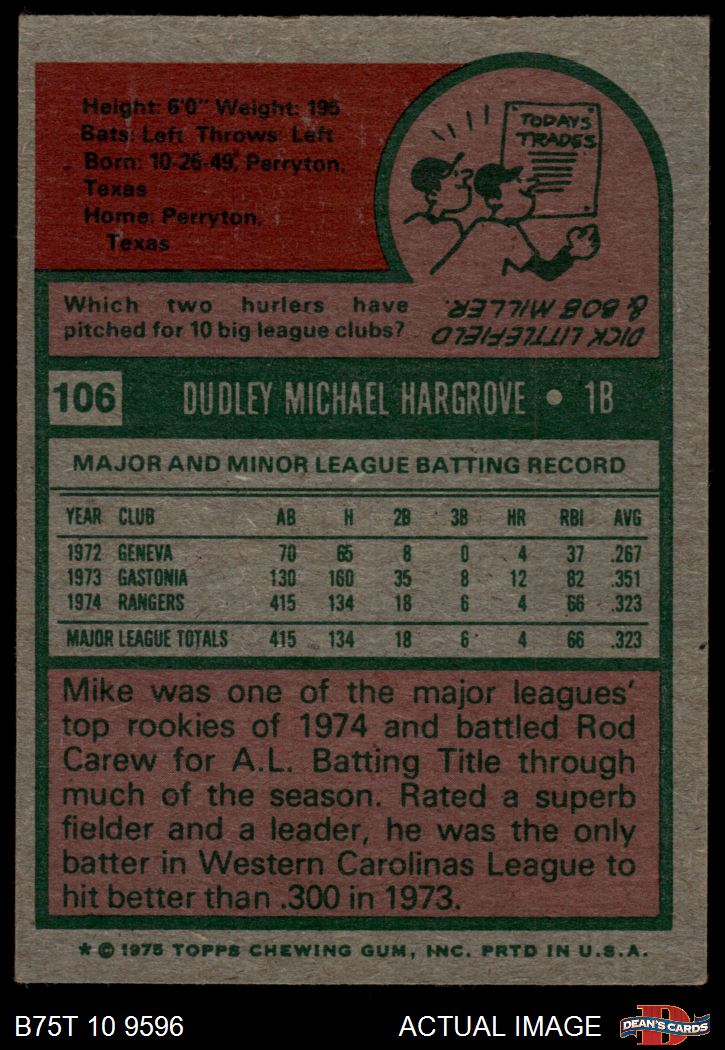 Height: 6'0" Weight: 195
Bats: Left Throws: Left
Born: 10-26-49, Perryton,
Texas
Home: Perryton,
Texas
TODAYS
TRADES
Which two hurlers have
pitched for 10 big league clubs?
DICK LITTLEFIELD
& BOB MILLER.
106 DUDLEY MICHAEL HARGROVE • 1B
MAJOR AND MINOR LEAGUE BATTING RECORD
YEAR CLUB AB H 2B 3B HR RBI AVG
1972 GENEVA 70 65 8 0 4 37 .267
1973 GASTONIA 130 160 35 8 12 82 .351
1974 RANGERS 415 134 18 6 4 66 .323
MAJOR LEAGUE TOTALS 415 134 18 6 4 66 .323
Mike was one of the major leagues'
top rookies of 1974 and battled Rod
Carew for A.L. Batting Title through
much of the season. Rated a superb
fielder and a leader, he was the only
batter in Western Carolinas League to
hit better than .300 in 1973.
* © 1975 TOPPS CHEWING GUM, INC. PRTD IN U.S.A.
B75T 10 9596 ACTUAL IMAGE D DEAN'S CARDS